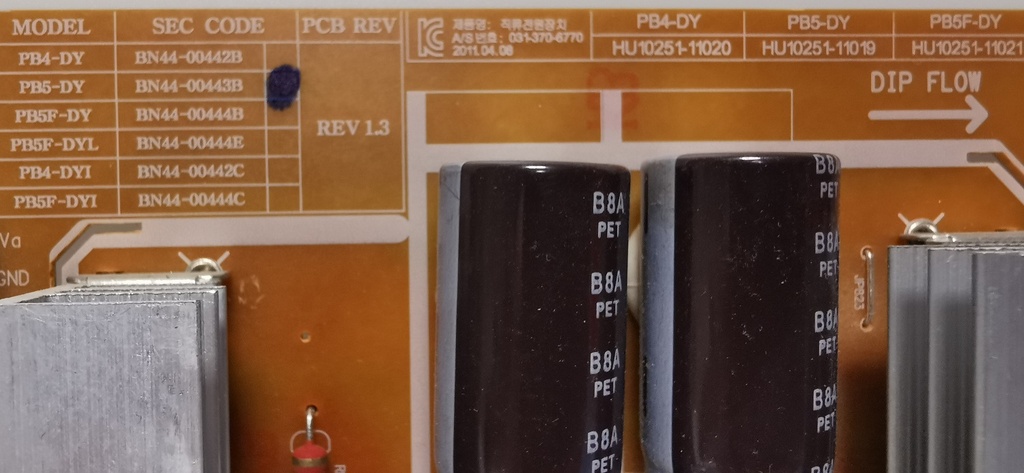 MODEL SEC CODE PCB REV
PB4-DY BN44-00442B
PB5-DY BN44-00443B
PB5F-DY BN44-00444B
PB5F-DYL BN44-00444E
PB4-DYI BN44-00442C
PB5F-DYI BN44-00444C
REV 1.3
제품명: 직류전원장치
A/S 번호: 031-370-6770
2011.04.08
PB4-DY PB5-DY PB5F-DY
HU10251-11020 HU10251-11019 HU10251-11021
DIP FLOW
Va
GND
B8A
PET
B8A
PET
B8A
PET
B8A
PET
B8
PET
B8A
PET
B8A
PET
B8A
PET
JP823